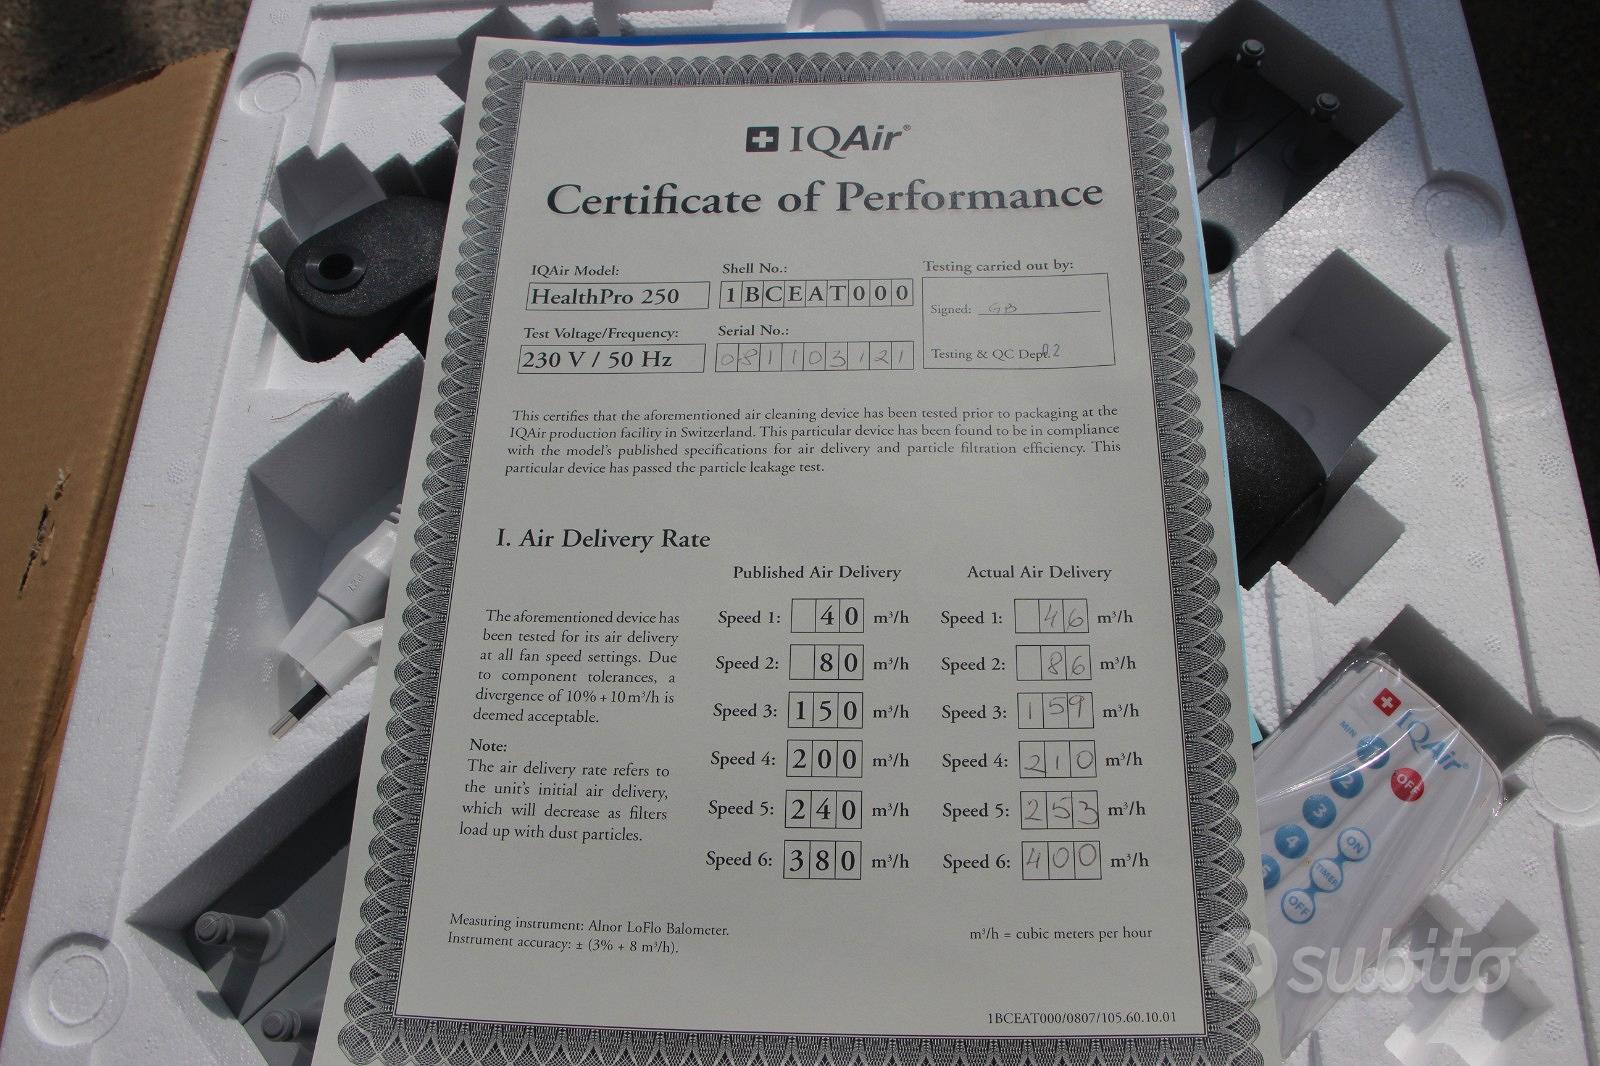 IQAir®
Certificate of Performance
IQAir Model:
HealthPro 250
Shell No.:
1BCEAT000
Testing carried out by:
Signed: GB
Testing & QC Dept.
Test Voltage/Frequency:
230 V / 50 Hz
Serial No.:
081103121
This certifies that the aforementioned air cleaning device has been tested prior to packaging at the
IQAir production facility in Switzerland. This particular device has been found to be in compliance
with the model's published specifications for air delivery and particle filtration efficiency. This
particular device has passed the particle leakage test.
I. Air Delivery Rate
The aforementioned device has
been tested for its air delivery
at all fan speed settings. Due
to component tolerances, a
divergence of 10% + 10 m³/h is
deemed acceptable.
Note:
The air delivery rate refers to
the unit's initial air delivery,
which will decrease as filters
load up with dust particles.
Published Air Delivery
Speed 1: 40 m³/h
Speed 2: 80 m³/h
Speed 3: 150 m³/h
Speed 4: 200 m³/h
Speed 5: 240 m³/h
Speed 6: 380 m³/h
Actual Air Delivery
Speed 1: 46 m³/h
Speed 2: 86 m³/h
Speed 3: 159 m³/h
Speed 4: 210 m³/h
Speed 5: 253 m³/h
Speed 6: 400 m³/h
Measuring instrument: Alnor LoFlo Balometer.
Instrument accuracy: ± (3% + 8 m³/h).
m³/h = cubic meters per hour
1BCEAT000/0807/105.60.10.01
IQAir®
MIN
OFF
2
3
4
5
ON
TIMER
OFF
subito